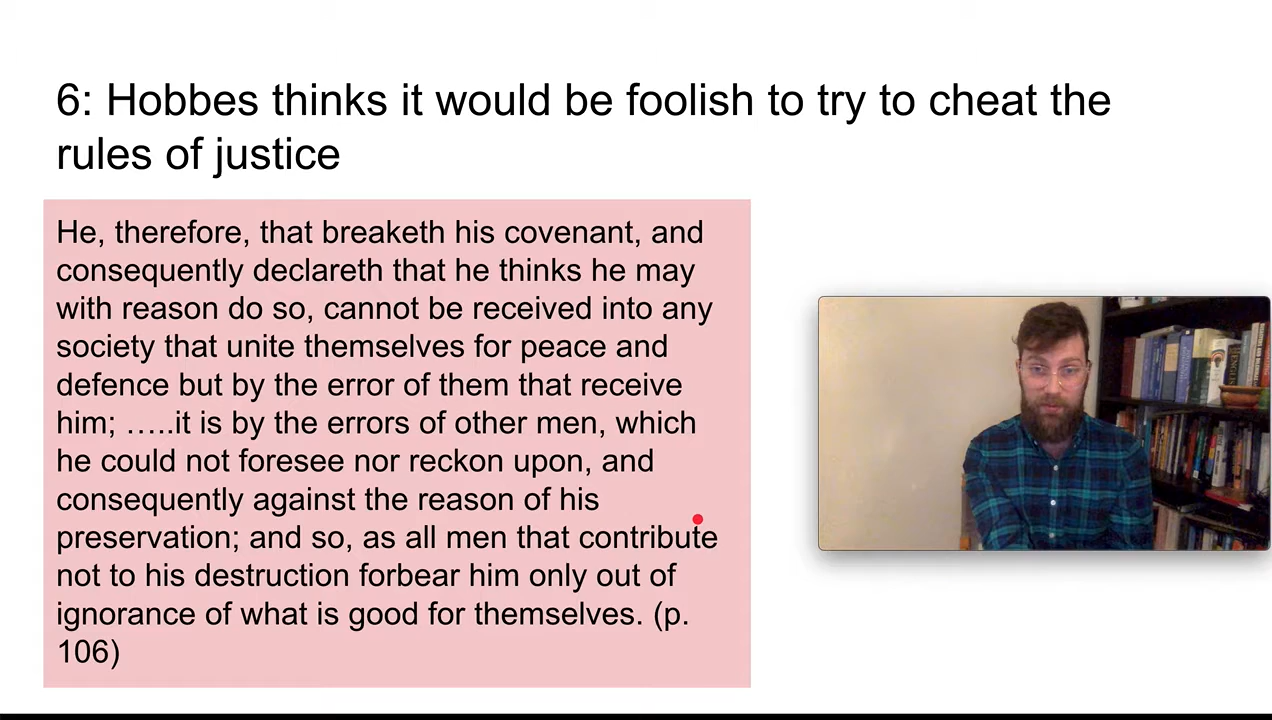 6: Hobbes thinks it would be foolish to try to cheat the
rules of justice
He, therefore, that breaketh his covenant, and
consequently declareth that he thinks he may
with reason do so, cannot be received into any
society that unite themselves for peace and
defence but by the error of them that receive
him; …..it is by the errors of other men, which
he could not foresee nor reckon upon, and
consequently against the reason of his
preservation; and so, as all men that contribute
not to his destruction forbear him only out of
ignorance of what is good for themselves. (p.
106)